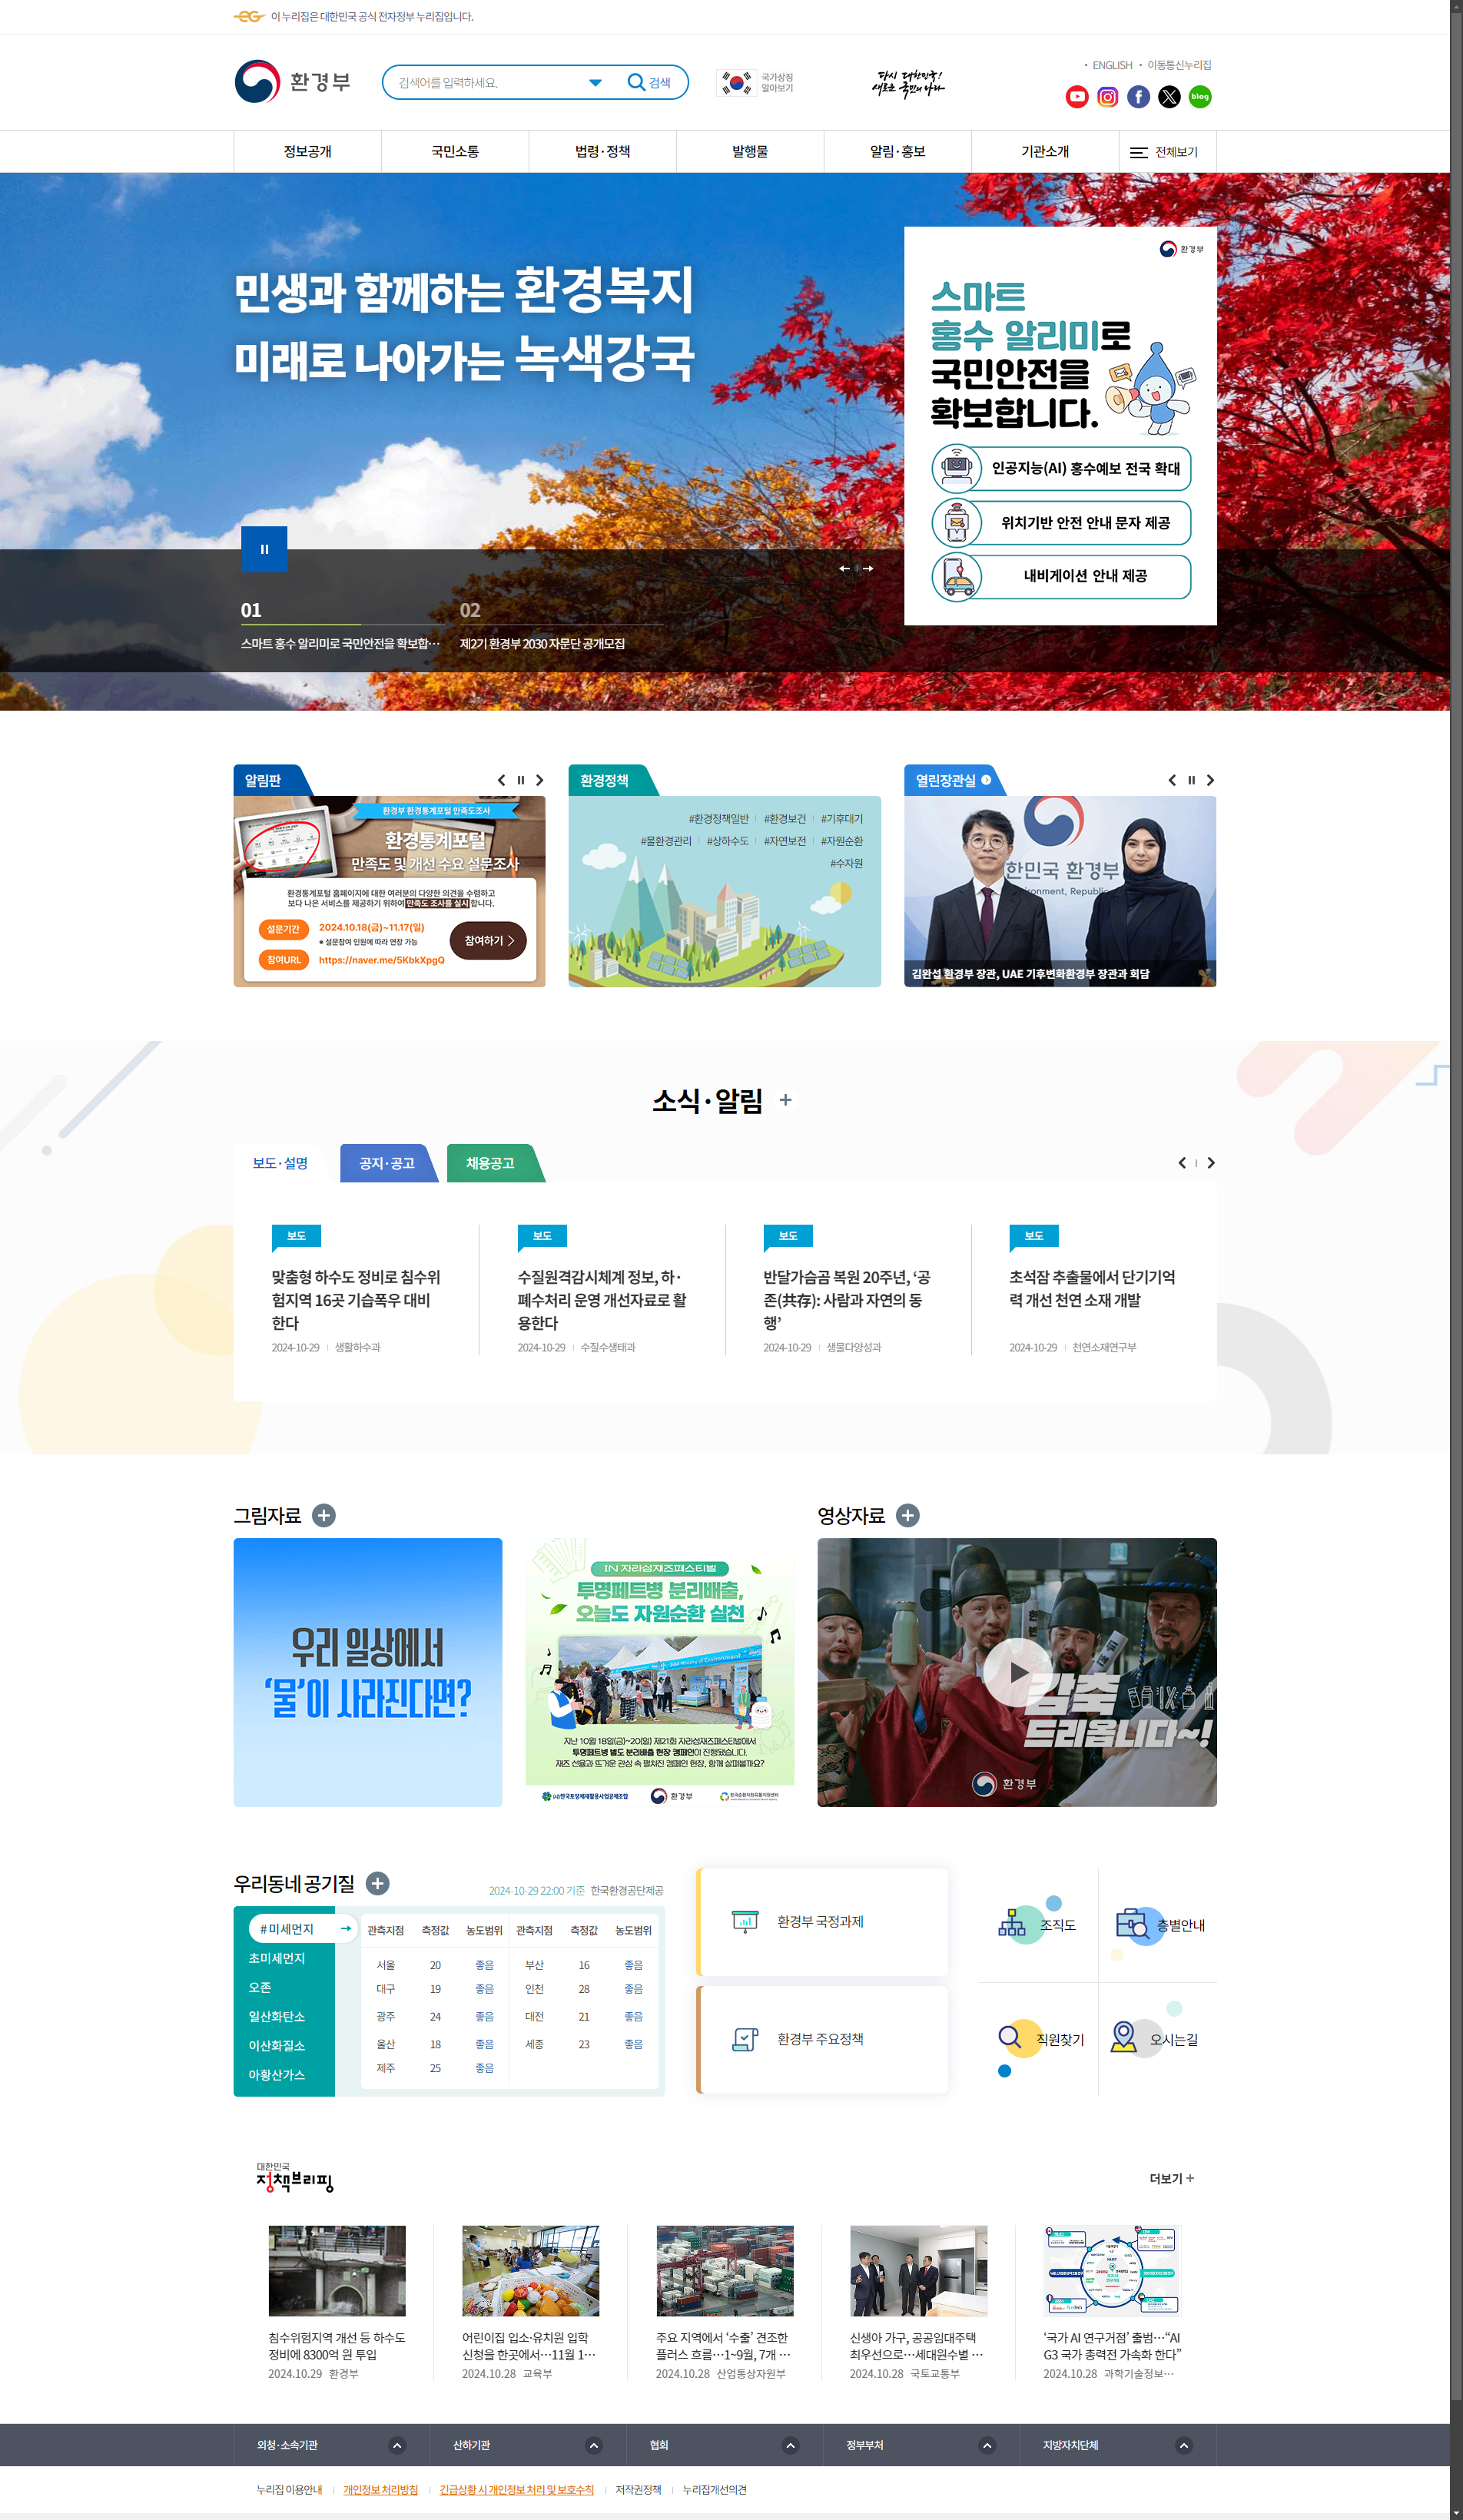 이 누리집은 대한민국 공식 전자정부 누리집입니다.
ENGLISH
이동통신누리집
환경부
검색어를 입력하세요.
검색
국가상징
알아보기
다시 대한민국!
새로운 국민의 나라
blog
정보공개
국민소통
법령·정책
발행물
알림·홍보
기관소개
전체보기
민생과 함께하는 환경복지
미래로 나아가는 녹색강국
환경부
스마트
홍수 알리미로
국민안전을
확보합니다.
인공지능(AI) 홍수예보 전국 확대
위치기반 안전 안내 문자 제공
내비게이션 안내 제공
01
스마트 홍수 알리미로 국민안전을 확보합…
02
제2기 환경부 2030 자문단 공개모집
알림판
환경부 환경통계포털 만족도조사
환경통계포털
만족도 및 개선 수요 설문조사
환경통계포털 홈페이지에 대한 여러분의 다양한 의견을 수렴하고
보다 나은 서비스를 제공하기 위하여 만족도 조사를 실시합니다.
설문기간
2024.10.18(금)~11.17(일)
※ 설문참여 인원에 따라 연장 가능
참여URL
https://naver.me/5KbkXpgQ
참여하기
환경정책
#환경정책일반 #환경보건 #기후대기
#물환경관리 #상하수도 #자연보전 #자원순환
#수자원
열린장관실
한민국 환경부
ironment, Republic
김완섭 환경부 장관, UAE 기후변화환경부 장관과 회담
소식·알림
보도·설명
공지·공고
채용공고
보도
맞춤형 하수도 정비로 침수위
험지역 16곳 기습폭우 대비
한다
2024-10-29 생활하수과
보도
수질원격감시체계 정보, 하·
폐수처리 운영 개선자료로 활
용한다
2024-10-29 수질수생태과
보도
반달가슴곰 복원 20주년, ‘공
존(共存): 사람과 자연의 동
행’
2024-10-29 생물다양성과
보도
초석잠 추출물에서 단기기억
력 개선 천연 소재 개발
2024-10-29 천연소재연구부
그림자료
우리 일상에서
‘물’이 사라진다면?
IN 자라섬재즈페스티벌
투명페트병 분리배출,
오늘도 자원순환 실천
Ministry of Environment
지난 10월 18일(금)~20(일) 제21회 자라섬재즈페스티벌에서
투명페트병 별도 분리배출 현장 캠페인이 진행됐습니다.
재즈 선율과 뜨거운 관심 속 펼쳐진 캠페인 현장, 함께 살펴볼까요?
(사)한국포장재재활용사업공제조합
환경부
한국순환자원유통지원센터
영상자료
감축
드리옵니다~!
환경부
우리동네 공기질
2024-10-29 22:00 기준 한국환경공단제공
# 미세먼지
초미세먼지
오존
일산화탄소
이산화질소
아황산가스
관측지점 측정값 농도범위 관측지점 측정값 농도범위
서울 20 좋음 부산 16 좋음
대구 19 좋음 인천 28 좋음
광주 24 좋음 대전 21 좋음
울산 18 좋음 세종 23 좋음
제주 25 좋음
환경부 국정과제
환경부 주요정책
조직도
층별안내
직원찾기
오시는길
대한민국
정책브리핑
더보기
침수위험지역 개선 등 하수도
정비에 8300억 원 투입
2024.10.29 환경부
어린이집 입소·유치원 입학
신청을 한곳에서…11월 1…
2024.10.28 교육부
주요 지역에서 ‘수출’ 견조한
플러스 흐름…1~9월, 7개 …
2024.10.28 산업통상자원부
신생아 가구, 공공임대주택
최우선으로…세대원수별 …
2024.10.28 국토교통부
‘국가 AI 연구거점’ 출범…“AI
G3 국가 총력전 가속화 한다”
2024.10.28 과학기술정보…
외청·소속기관
산하기관
협회
정부부처
지방자치단체
누리집 이용안내
개인정보 처리방침
긴급상황 시 개인정보 처리 및 보호수칙
저작권정책
누리집개선의견